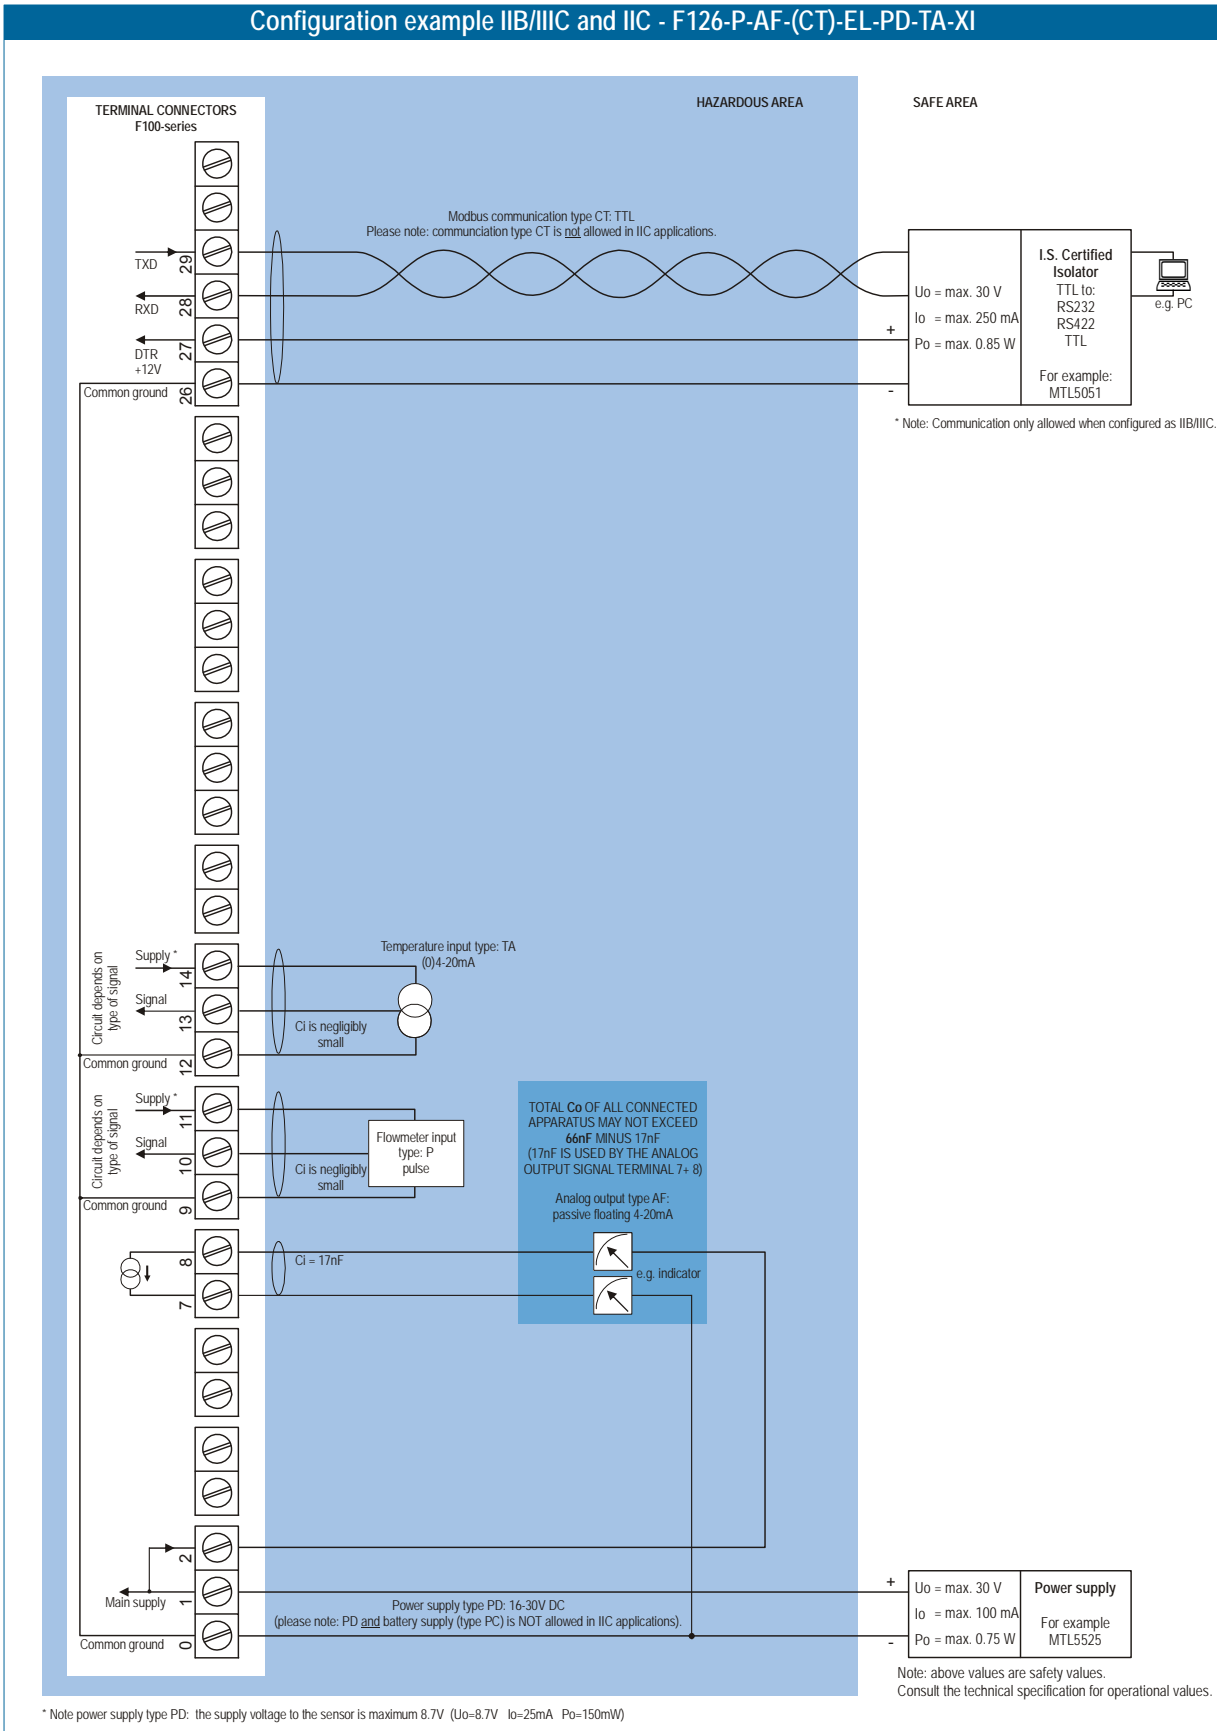 Configuration example IIB/IIIC and IIC - F126-P-AF-(CT)-EL-PD-TA-XI
TERMINAL CONNECTORS
F100-series
HAZARDOUS AREA
SAFE AREA
Modbus communication type CT: TTL
Please note: communciation type CT is not allowed in IIC applications.
TXD
29
RXD
28
DTR
+12V
27
Common ground
26
+
-
Uo = max. 30 V
Io = max. 250 mA
Po = max. 0.85 W
I.S. Certified
Isolator
TTL to:
RS232
RS422
TTL
For example:
MTL5051
e.g. PC
* Note: Communication only allowed when configured as IIB/IIIC.
Circuit depends on
type of signal
Supply *
14
Signal
13
Common ground
12
Temperature input type: TA
(0)4-20mA
Ci is negligibly
small
Circuit depends on
type of signal
Supply *
11
Signal
10
Common ground
9
Flowmeter input
type: P
pulse
Ci is negligibly
small
TOTAL Co OF ALL CONNECTED
APPARATUS MAY NOT EXCEED
66nF MINUS 17nF
(17nF IS USED BY THE ANALOG
OUTPUT SIGNAL TERMINAL 7+ 8)
Analog output type AF:
passive floating 4-20mA
8
Ci = 17nF
e.g. indicator
7
2
Main supply
1
Common ground
0
Power supply type PD: 16-30V DC
(please note: PD and battery supply (type PC) is NOT allowed in IIC applications).
+
-
Uo = max. 30 V
Io = max. 100 mA
Po = max. 0.75 W
Power supply
For example
MTL5525
Note: above values are safety values.
Consult the technical specification for operational values.
* Note power supply type PD: the supply voltage to the sensor is maximum 8.7V (Uo=8.7V Io=25mA Po=150mW)